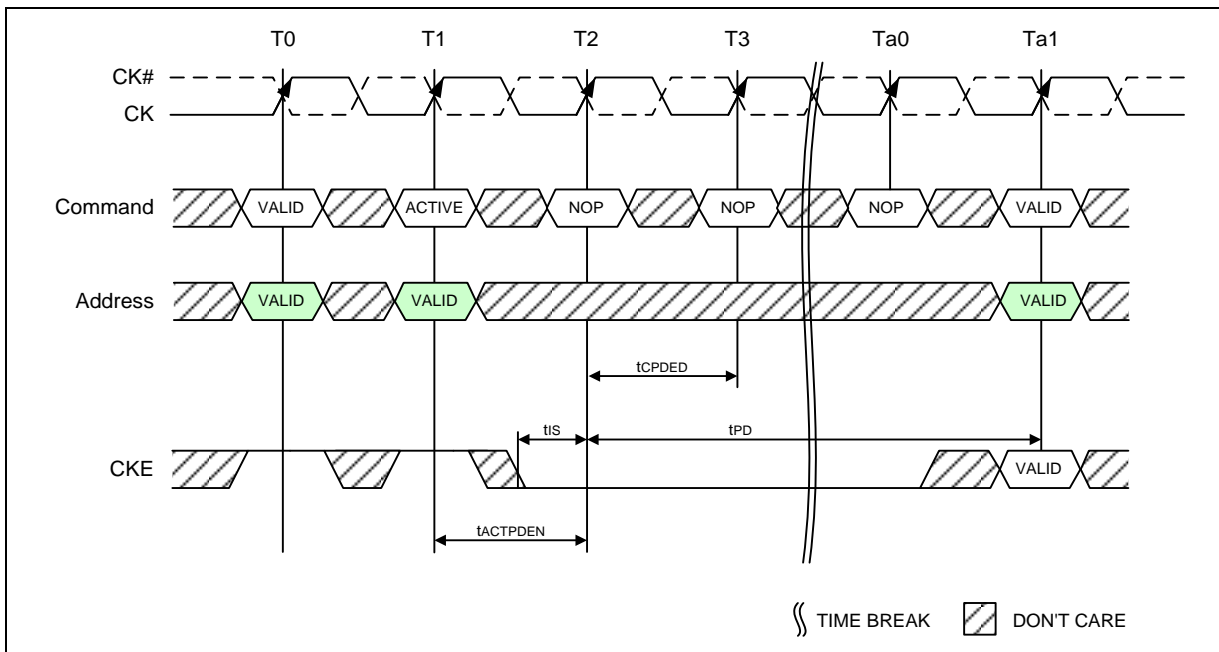 T0 T1 T2 T3 Ta0 Ta1
CK#
CK
Command VALID ACTIVE NOP NOP NOP VALID
Address VALID VALID VALID
tCPDED
tIS tPD
CKE VALID
tACTPDEN
TIME BREAK DON'T CARE